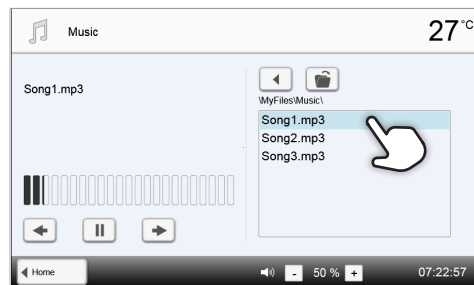 Music
27°C
Song1.mp3
\MyFiles\Music\
Song1.mp3
Song2.mp3
Song3.mp3
Home
- 50 % +
07:22:57